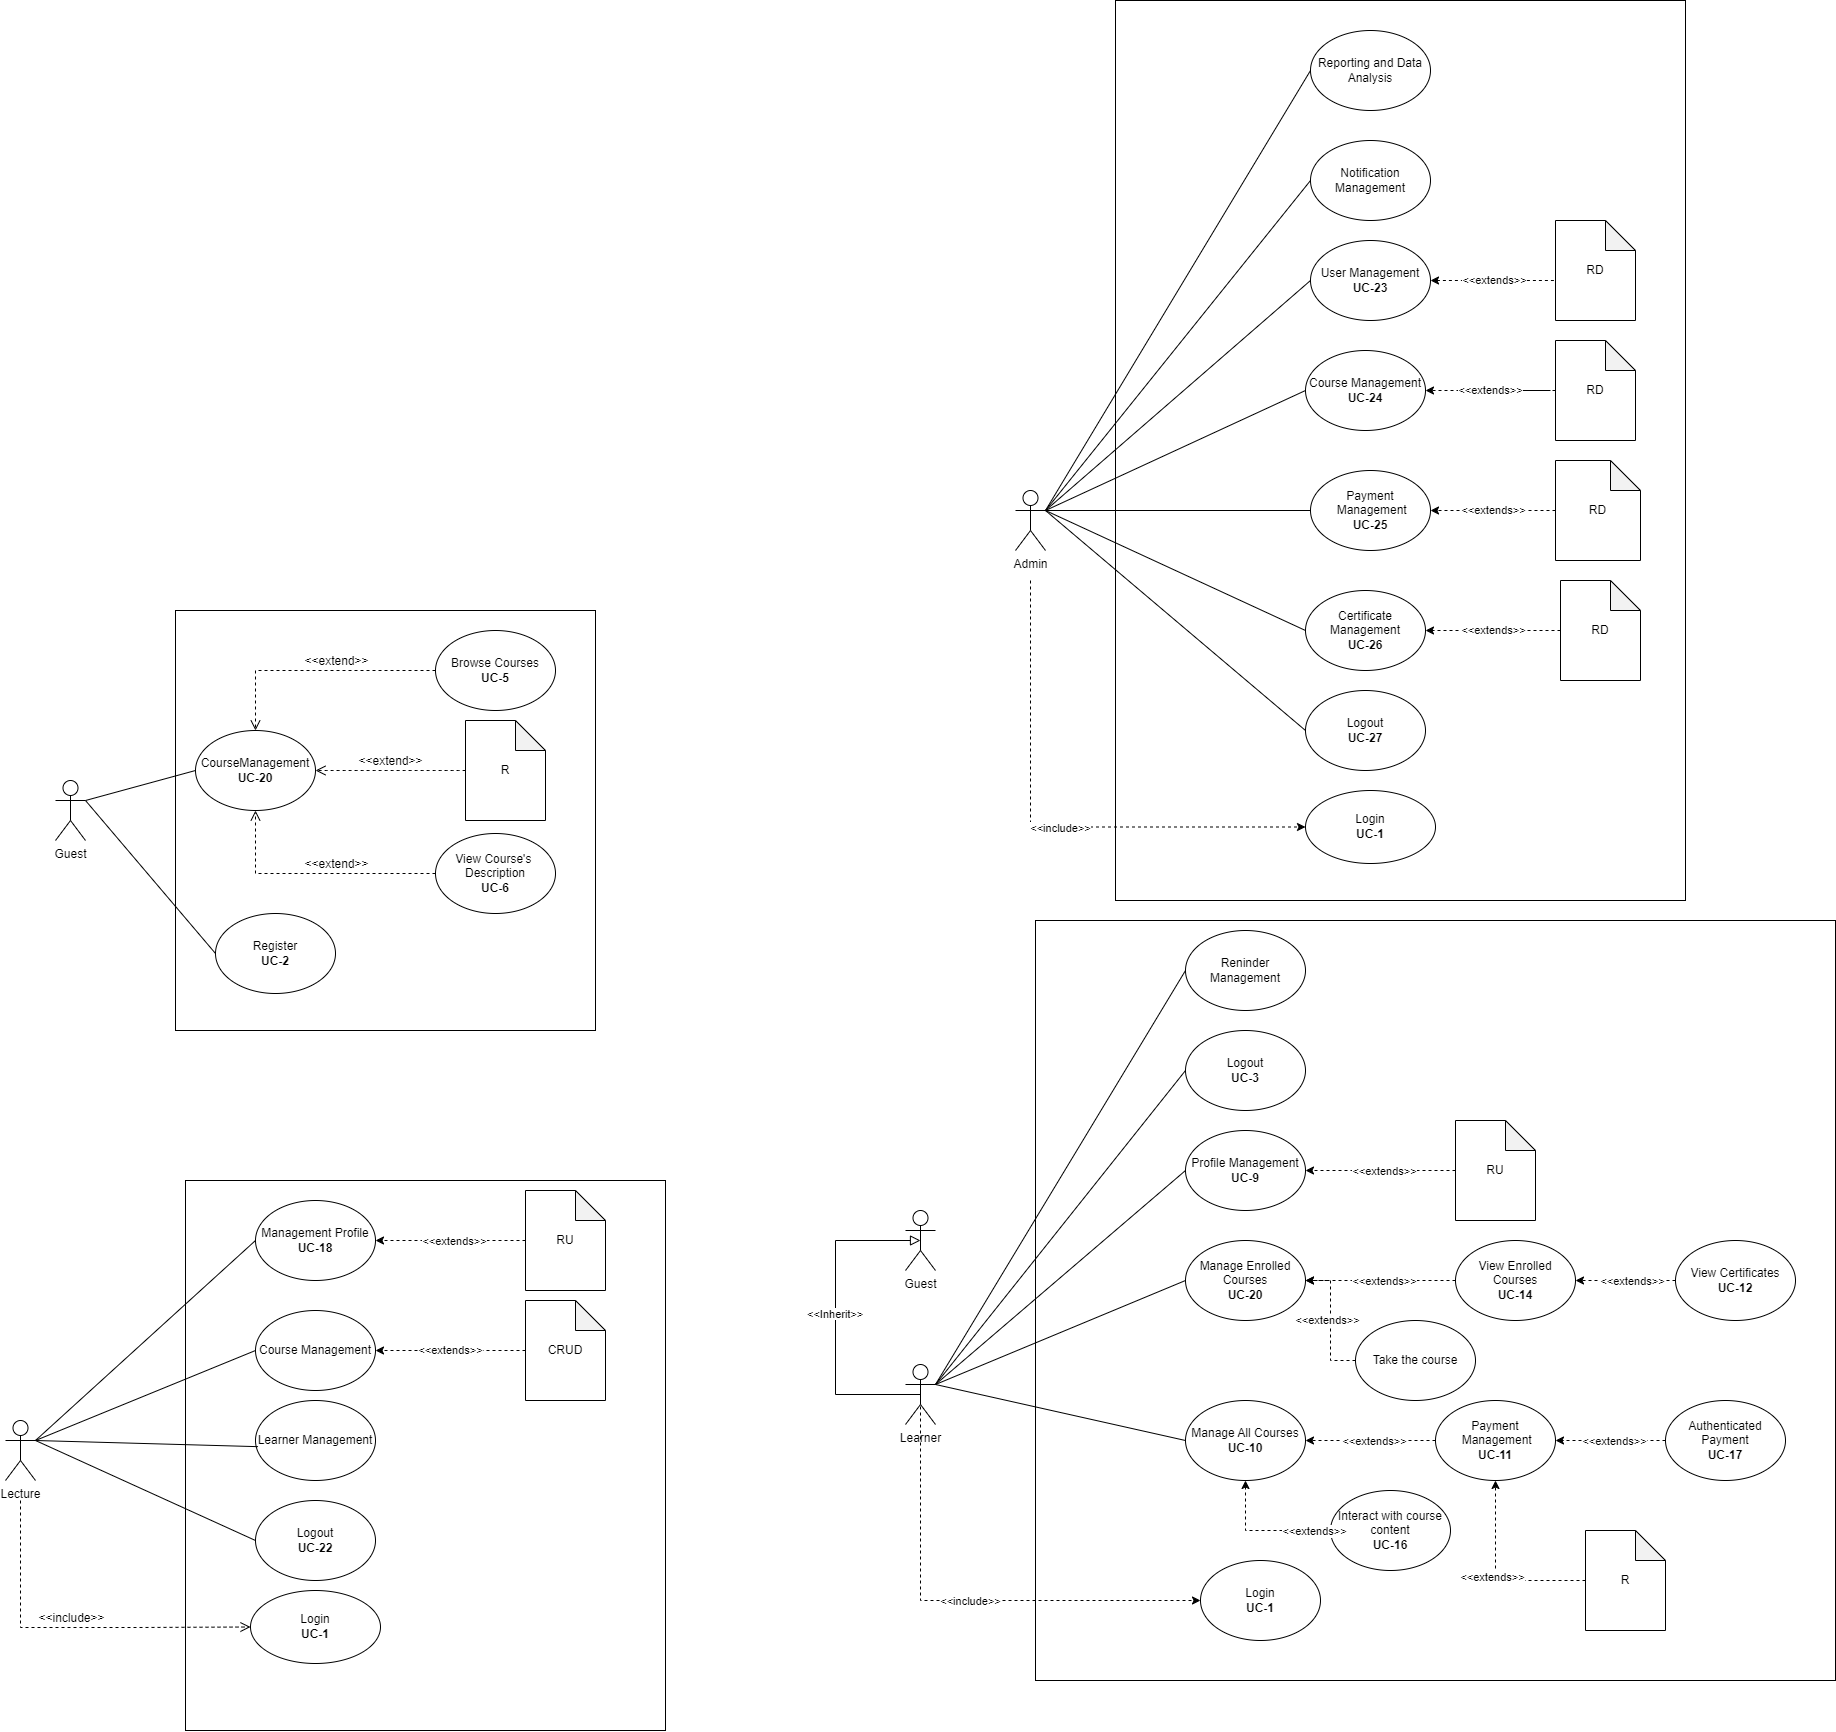 Reporting and Data
Analysis
Notification
Management
User Management
UC-23
<<extends>>
RD
Course Management
UC-24
<<extends>>
RD
Payment
Management
UC-25
<<extends>>
RD
Admin
Certificate
Management
UC-26
<<extends>>
RD
Logout
UC-27
<<include>>
Login
UC-1
<<extend>>
Browse Courses
UC-5
CourseManagement
UC-20
<<extend>>
R
Guest
<<extend>>
View Course's
Description
UC-6
Register
UC-2
Reninder
Management
Logout
UC-3
Profile Management
UC-9
<<extends>>
RU
Guest
<<Inherit>>
Manage Enrolled
Courses
UC-20
<<extends>>
View Enrolled
Courses
UC-14
<<extends>>
View Certificates
UC-12
<<extends>>
Take the course
Learner
Manage All Courses
UC-10
<<extends>>
Payment
Management
UC-11
<<extends>>
Authenticated
Payment
UC-17
<<extends>>
Interact with course
content
UC-16
<<extends>>
R
<<include>>
Login
UC-1
Management Profile
UC-18
<<extends>>
RU
Course Management
<<extends>>
CRUD
Learner Management
Lecture
Logout
UC-22
<<include>>
Login
UC-1